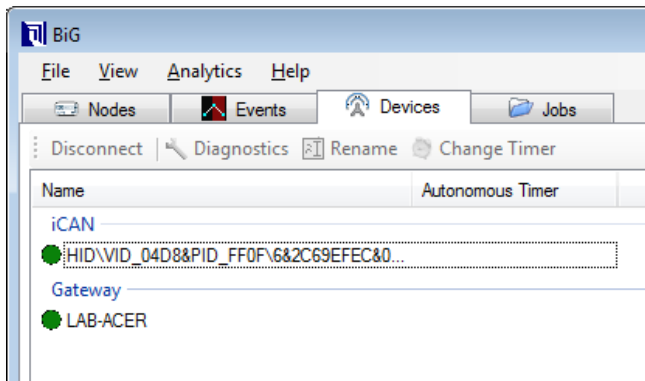 BiG
File View Analytics Help
Nodes Events Devices Jobs
Disconnect Diagnostics Rename Change Timer
Name Autonomous Timer
iCAN
HID\VID_04D8&PID_FF0F\6&2C69EFEC&0...
Gateway
LAB-ACER